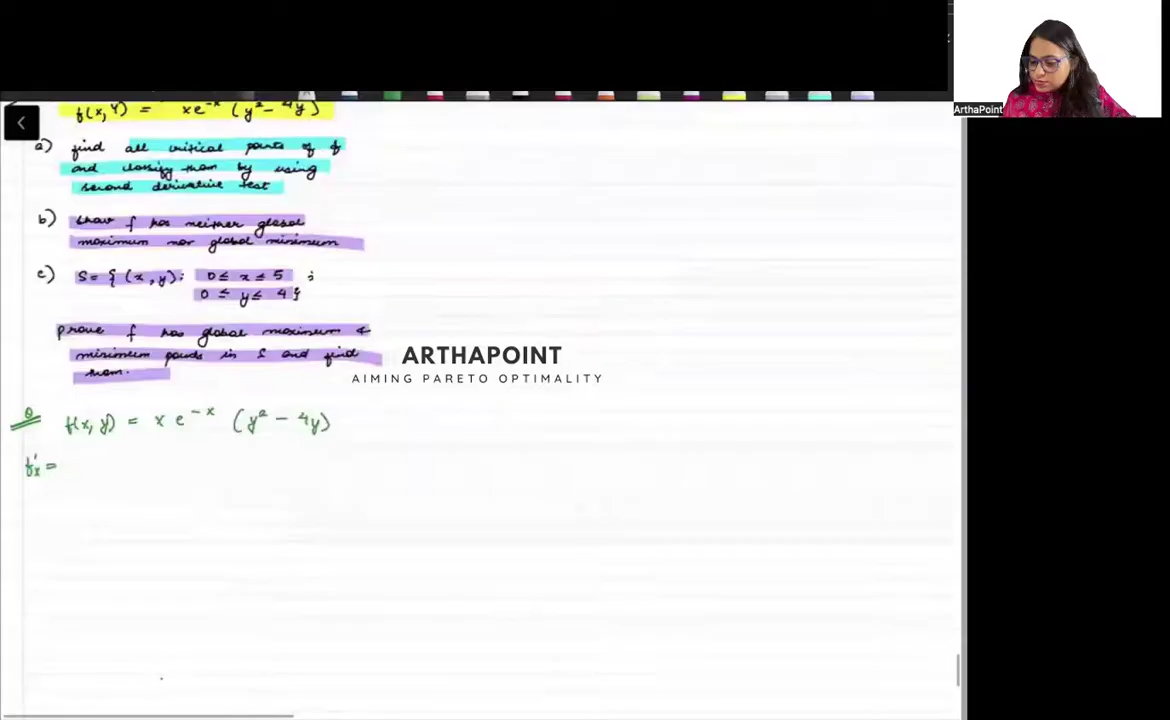 f(x,y) = xe⁻ˣ (y² - 4y)
a) find all critical points of f
and classify them by using
second derivative test
b) show f has neither global
maximum nor global minimum
c) S = { (x, y): 0 ≤ x ≤ 5 ;
0 ≤ y ≤ 4 }
prove f has global maximum &
minimum points in S and find
them.
ARTHAPOINT
AIMING PARETO OPTIMALITY
f(x, y) = x e⁻ˣ (y² - 4y)
f'x =
ArthaPoint